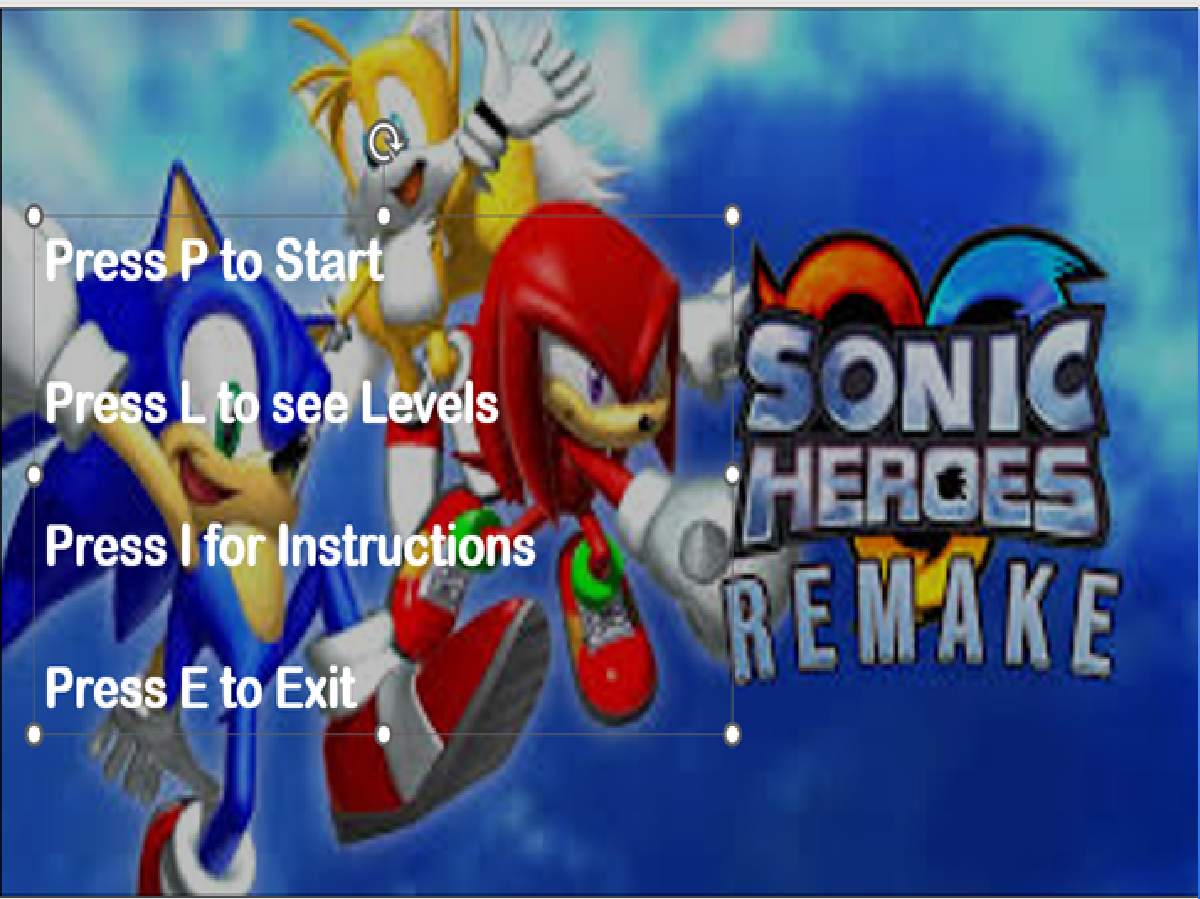 Press P to Start
Press L to see Levels
Press I for Instructions
Press E to Exit
SONIC
HEROES
REMAKE